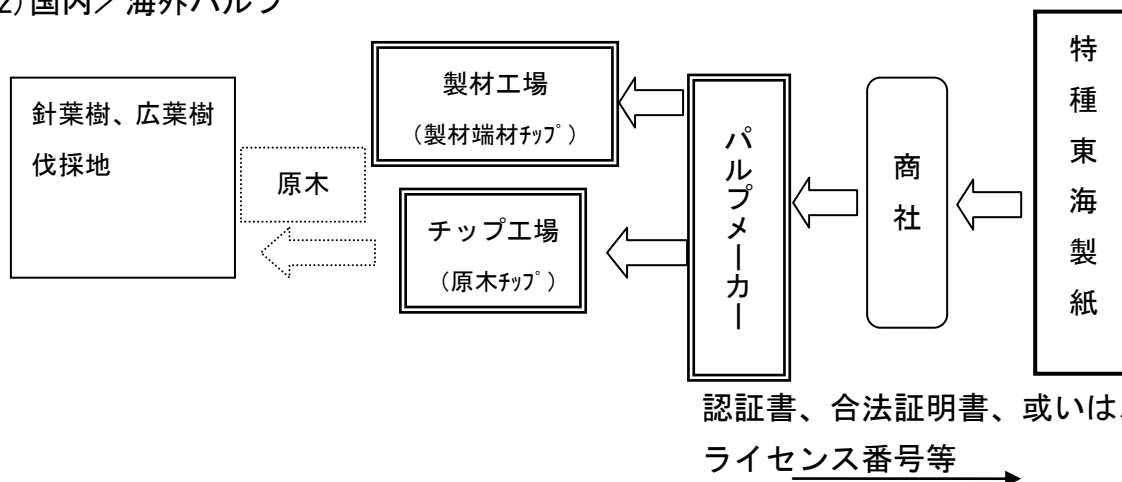 2)国内/海外パルプ
針葉樹、広葉樹
伐採地
原木
製材工場
(製材端材ﾁｯﾌﾟ)
チップ工場
(原木ﾁｯﾌﾟ)
パルプメーカー
商社
特種東海製紙
認証書、合法証明書、或いは
ライセンス番号等